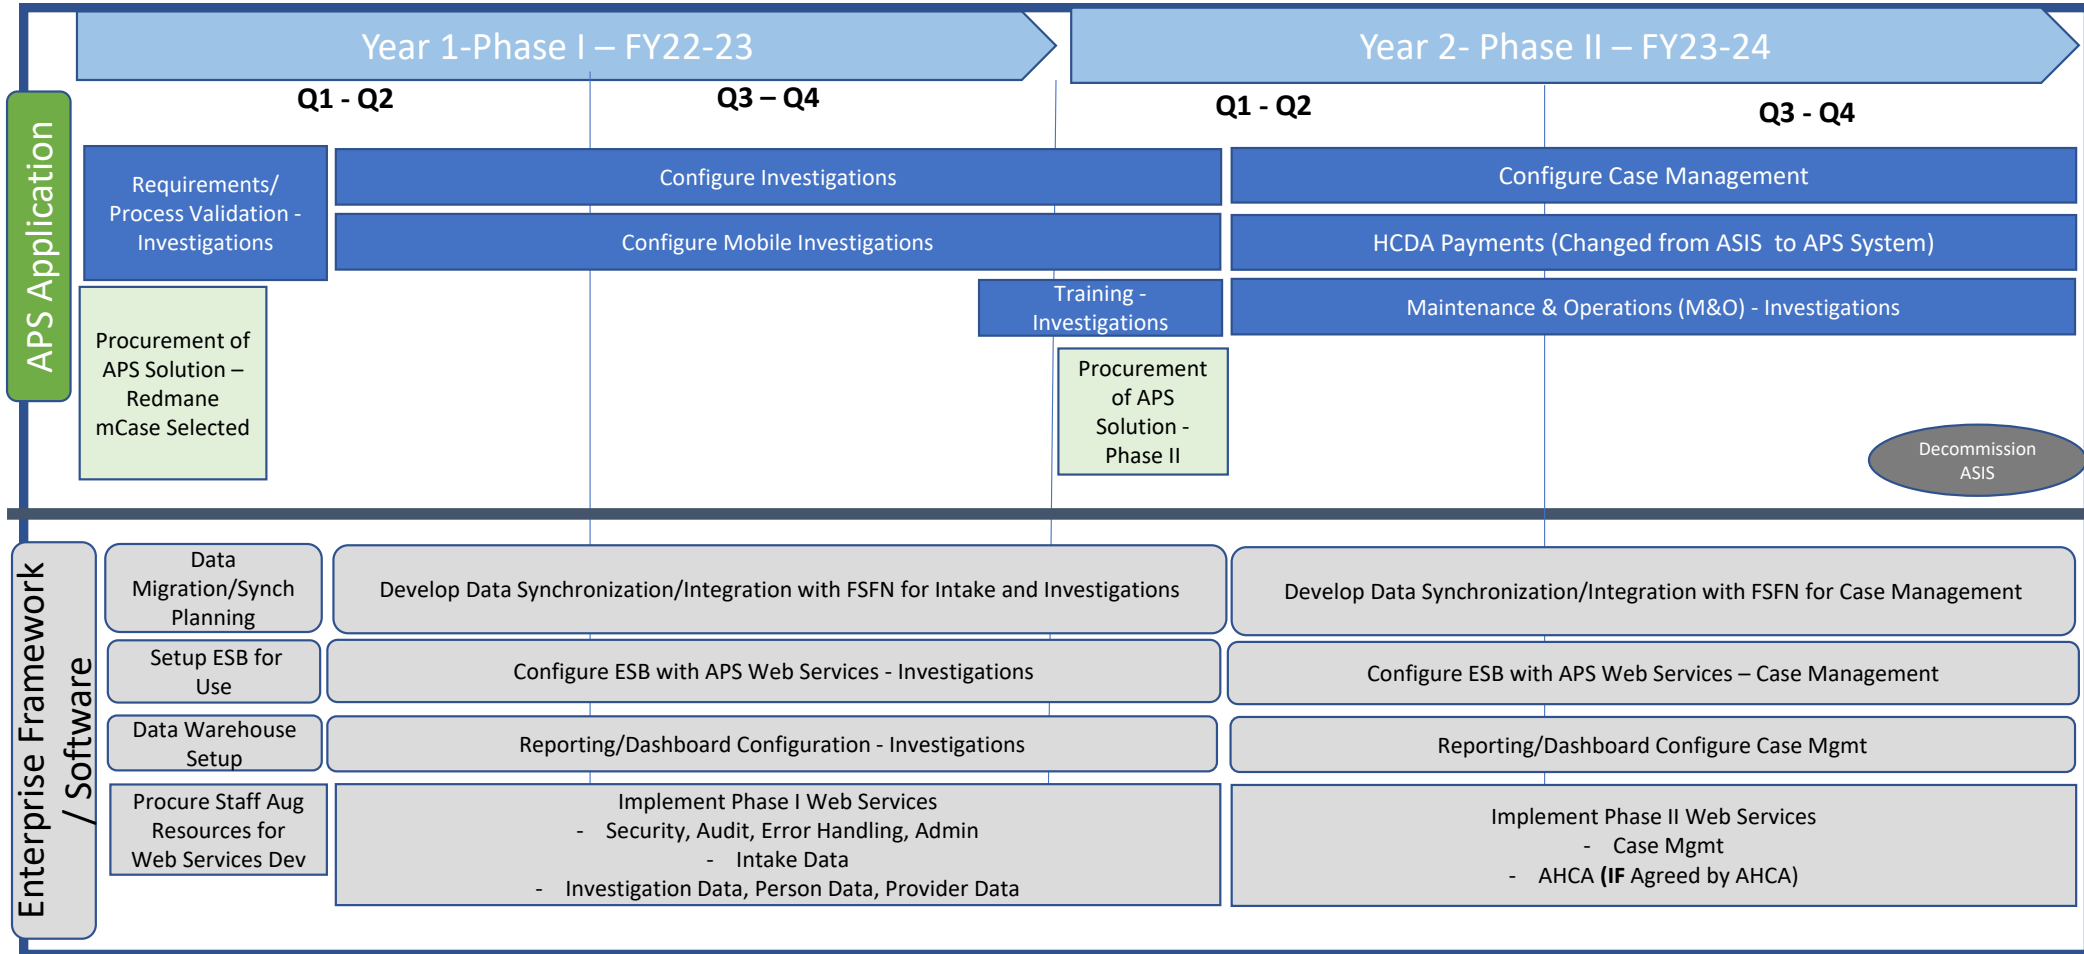 Year 1-Phase I – FY22-23
Year 2- Phase II – FY23-24
Q1 - Q2
Q3 – Q4
Q1 - Q2
Q3 - Q4
APS Application
Requirements/
Process Validation -
Investigations
Configure Investigations
Configure Case Management
Configure Mobile Investigations
HCDA Payments (Changed from ASIS to APS System)
Training -
Investigations
Maintenance & Operations (M&O) - Investigations
Procurement of
APS Solution –
Redmane
mCase Selected
Procurement
of APS
Solution -
Phase II
Decommission
ASIS
Enterprise Framework
/ Software
Data
Migration/Synch
Planning
Develop Data Synchronization/Integration with FSFN for Intake and Investigations
Develop Data Synchronization/Integration with FSFN for Case Management
Setup ESB for
Use
Configure ESB with APS Web Services - Investigations
Configure ESB with APS Web Services – Case Management
Data Warehouse
Setup
Reporting/Dashboard Configuration - Investigations
Reporting/Dashboard Configure Case Mgmt
Procure Staff Aug
Resources for
Web Services Dev
Implement Phase I Web Services
- Security, Audit, Error Handling, Admin
- Intake Data
- Investigation Data, Person Data, Provider Data
Implement Phase II Web Services
- Case Mgmt
- AHCA (IF Agreed by AHCA)